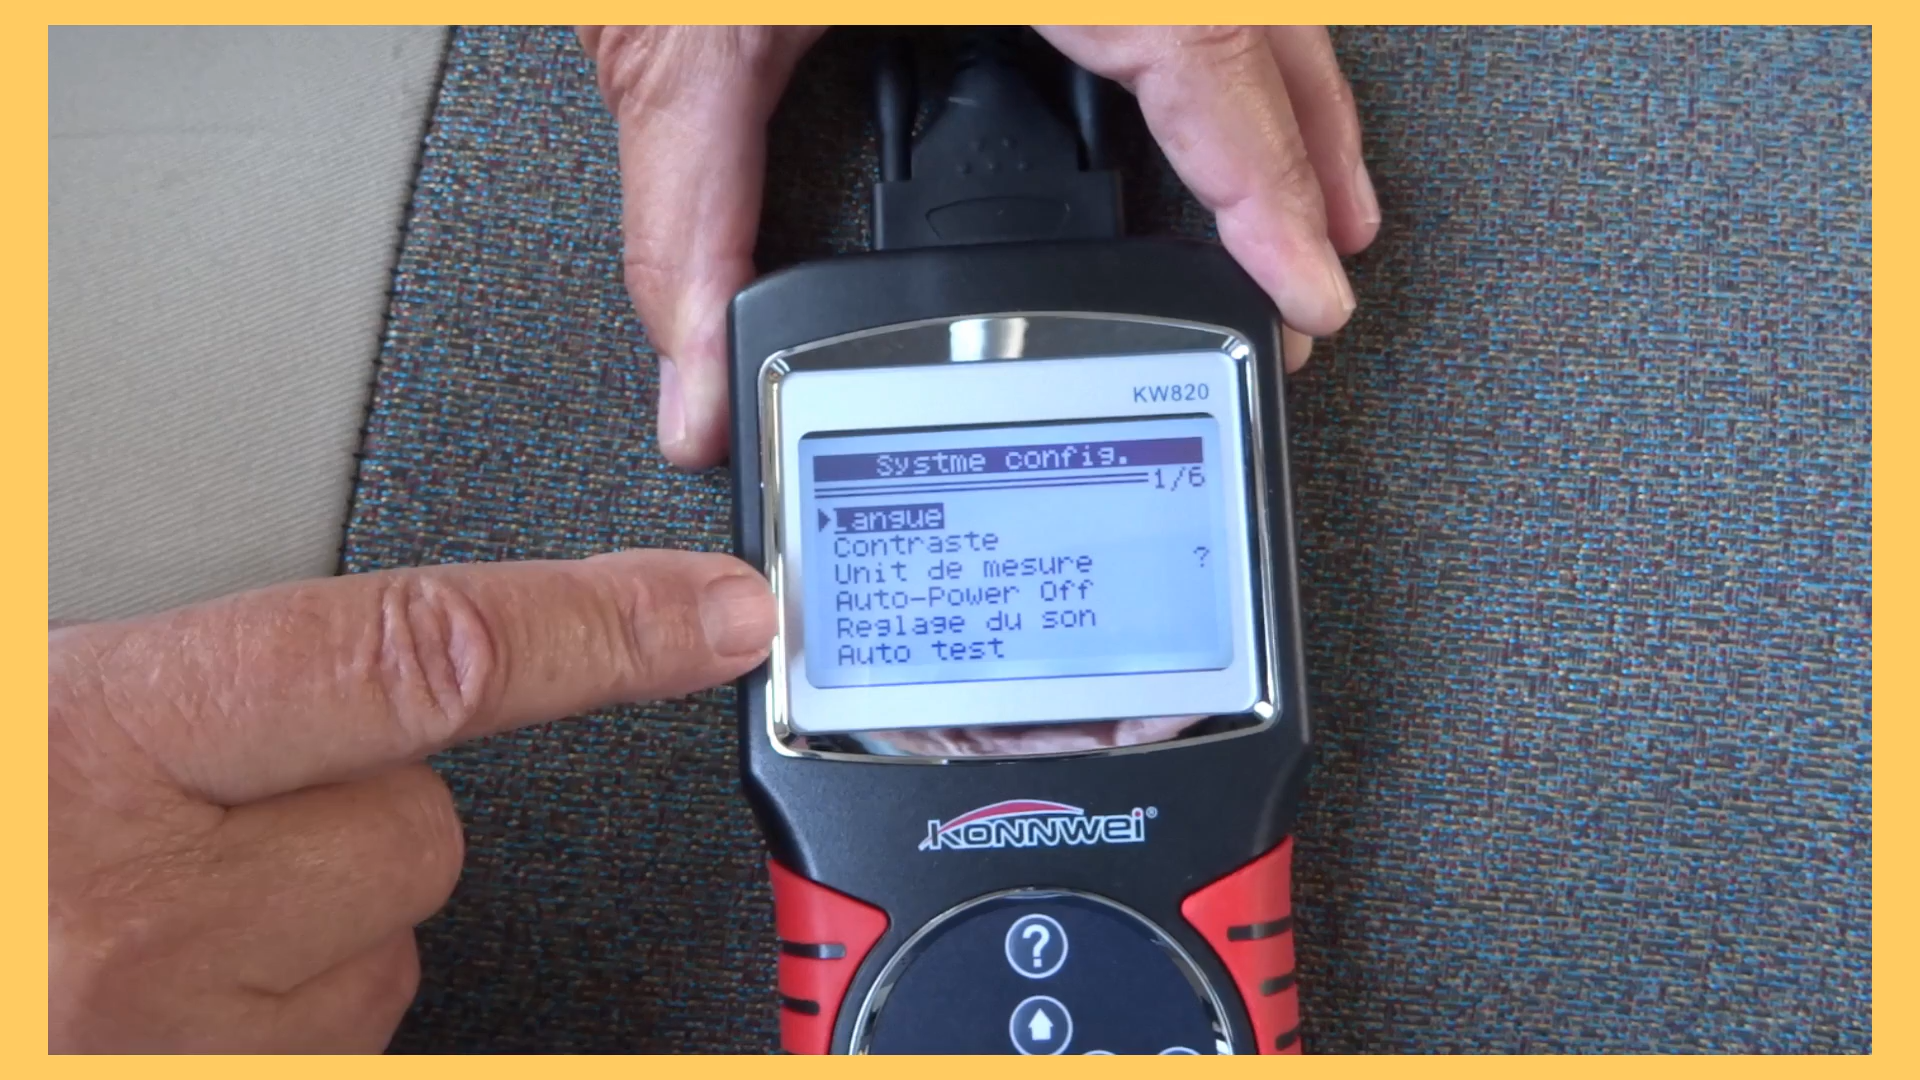 KW820
Systme config.
1/6
Langue
Contraste
Unit de mesure ?
Auto-Power Off
Reglage du son
Auto test
KONNWEI®
?